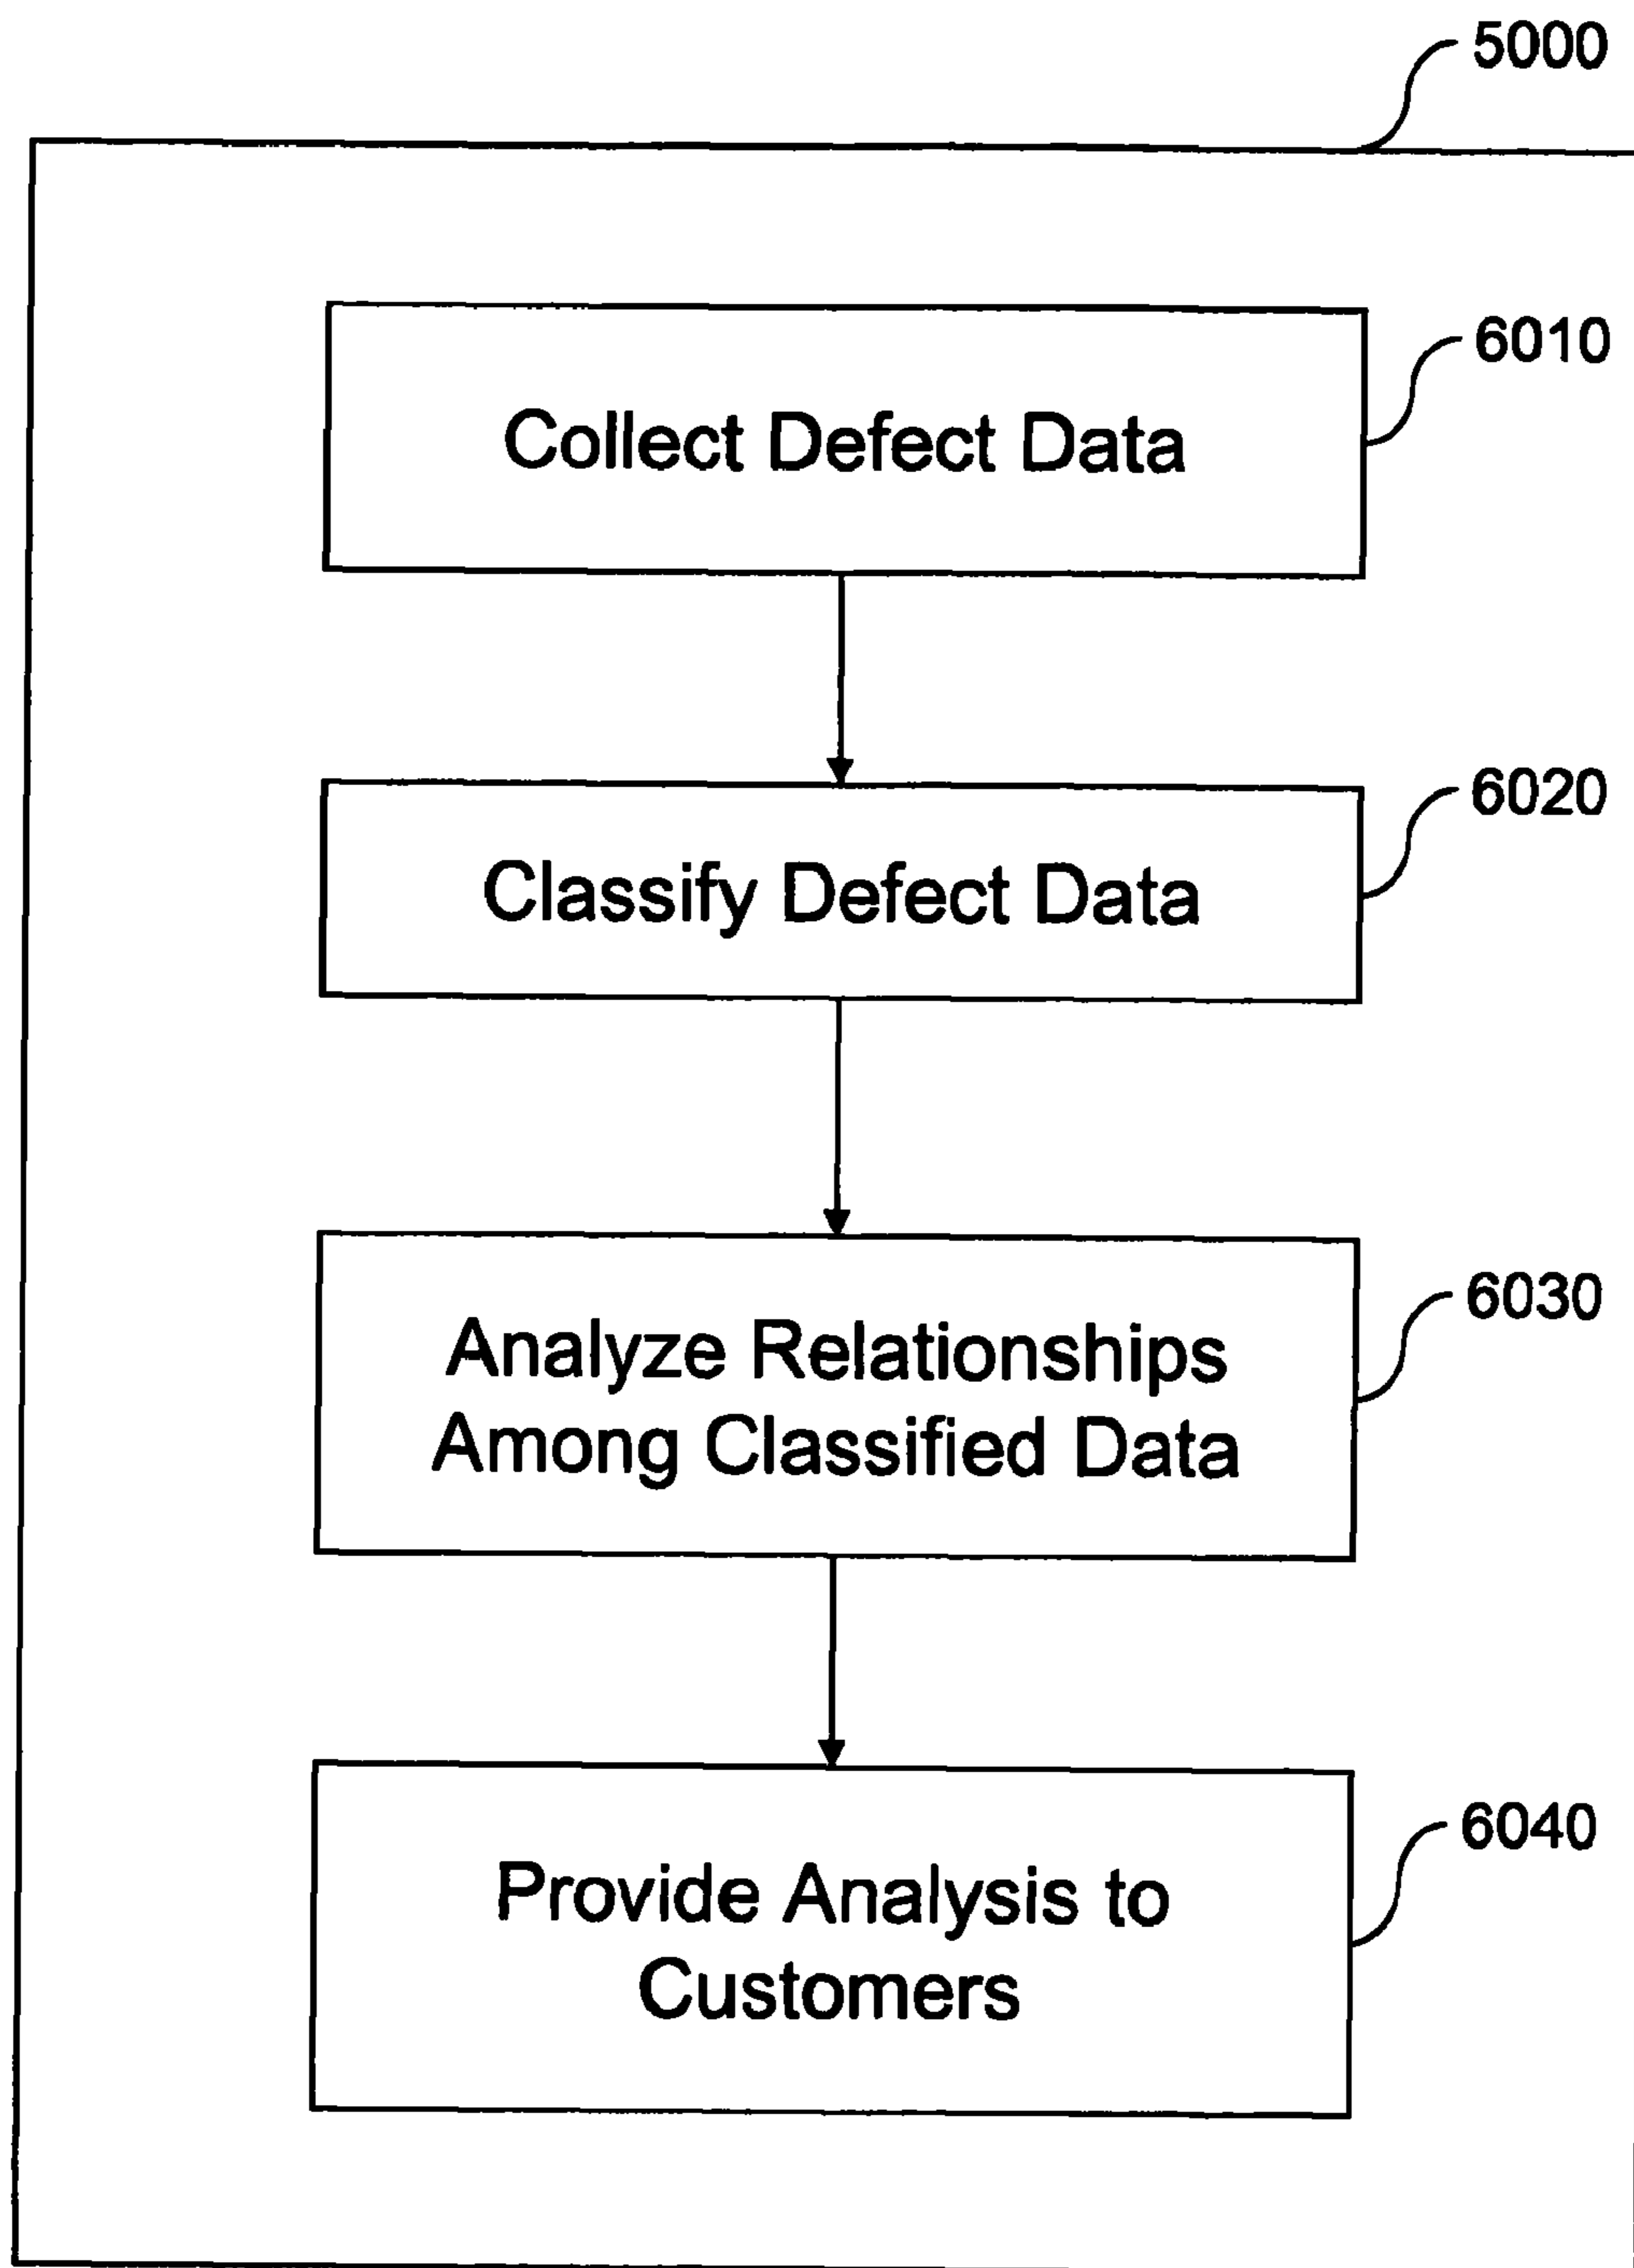 5000
6010
Collect Defect Data
6020
Classify Defect Data
6030
Analyze Relationships
Among Classified Data
6040
Provide Analysis to
Customers